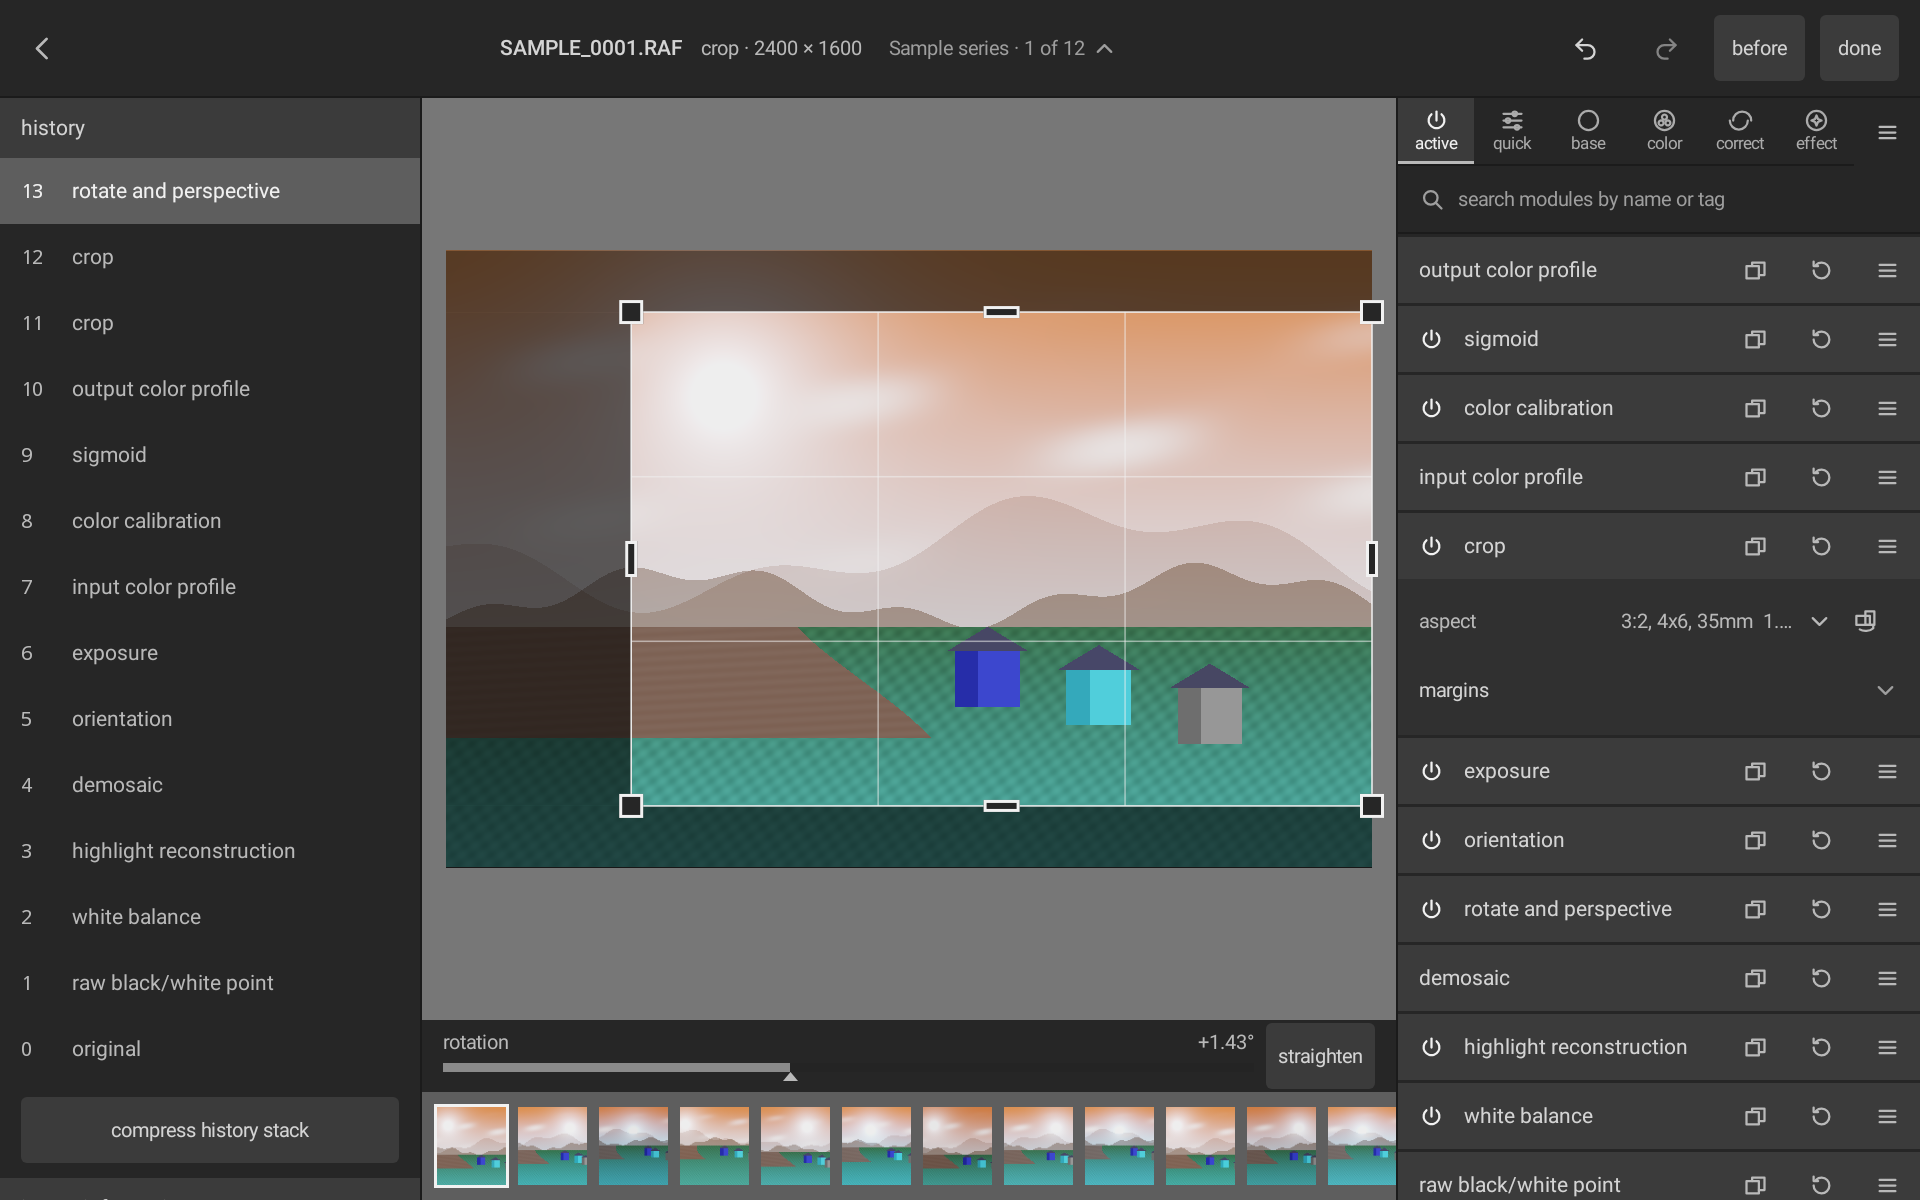 SAMPLE_0001.RAF crop · 2400 × 1600 Sample series · 1 of 12
before
done
history
13 rotate and perspective
12 crop
11 crop
10 output color profile
9 sigmoid
8 color calibration
7 input color profile
6 exposure
5 orientation
4 demosaic
3 highlight reconstruction
2 white balance
1 raw black/white point
0 original
compress history stack
rotation +1.43°
straighten
active quick base color correct effect
search modules by name or tag
output color profile
sigmoid
color calibration
input color profile
crop
aspect 3:2, 4x6, 35mm 1....
margins
exposure
orientation
rotate and perspective
demosaic
highlight reconstruction
white balance
raw black/white point